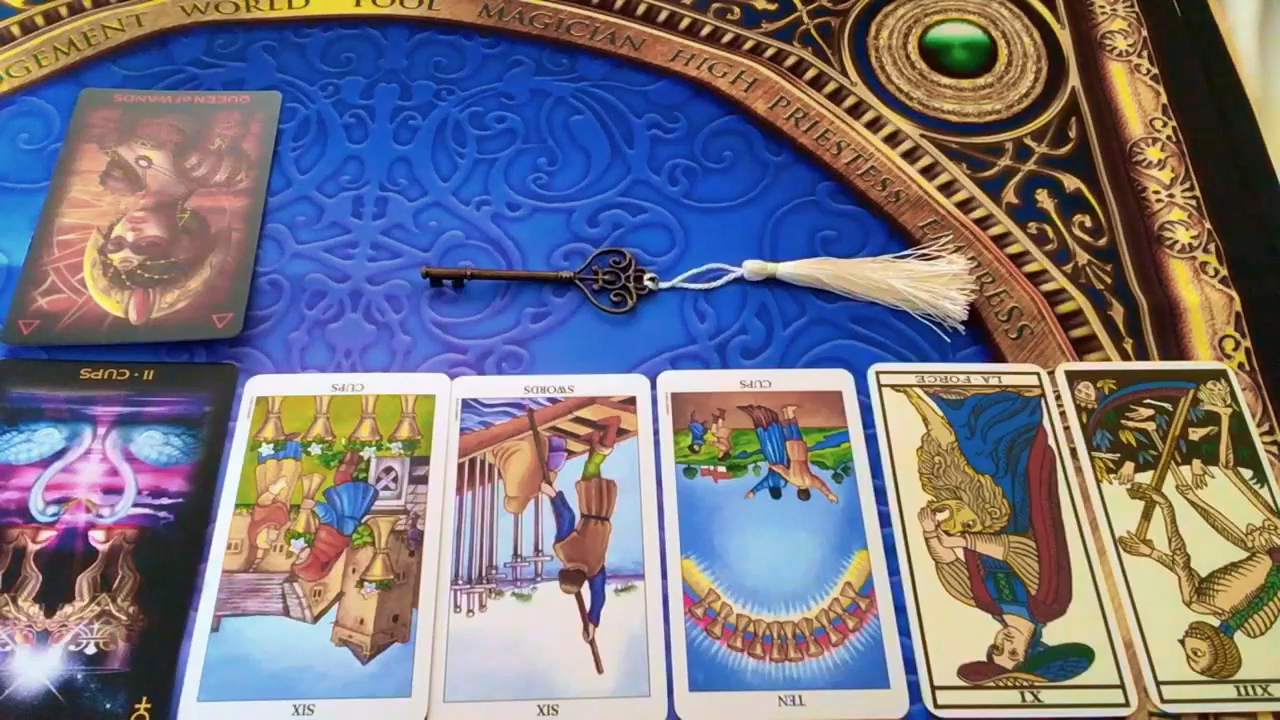 DGEMENT WORLD FOOL MAGICIAN HIGH PRIESTESS EMPRESS
QUEEN of WANDS
II · CUPS
CUPS
SIX
SWORDS
SIX
CUPS
TEN
LA·FORCE
XI
XIII